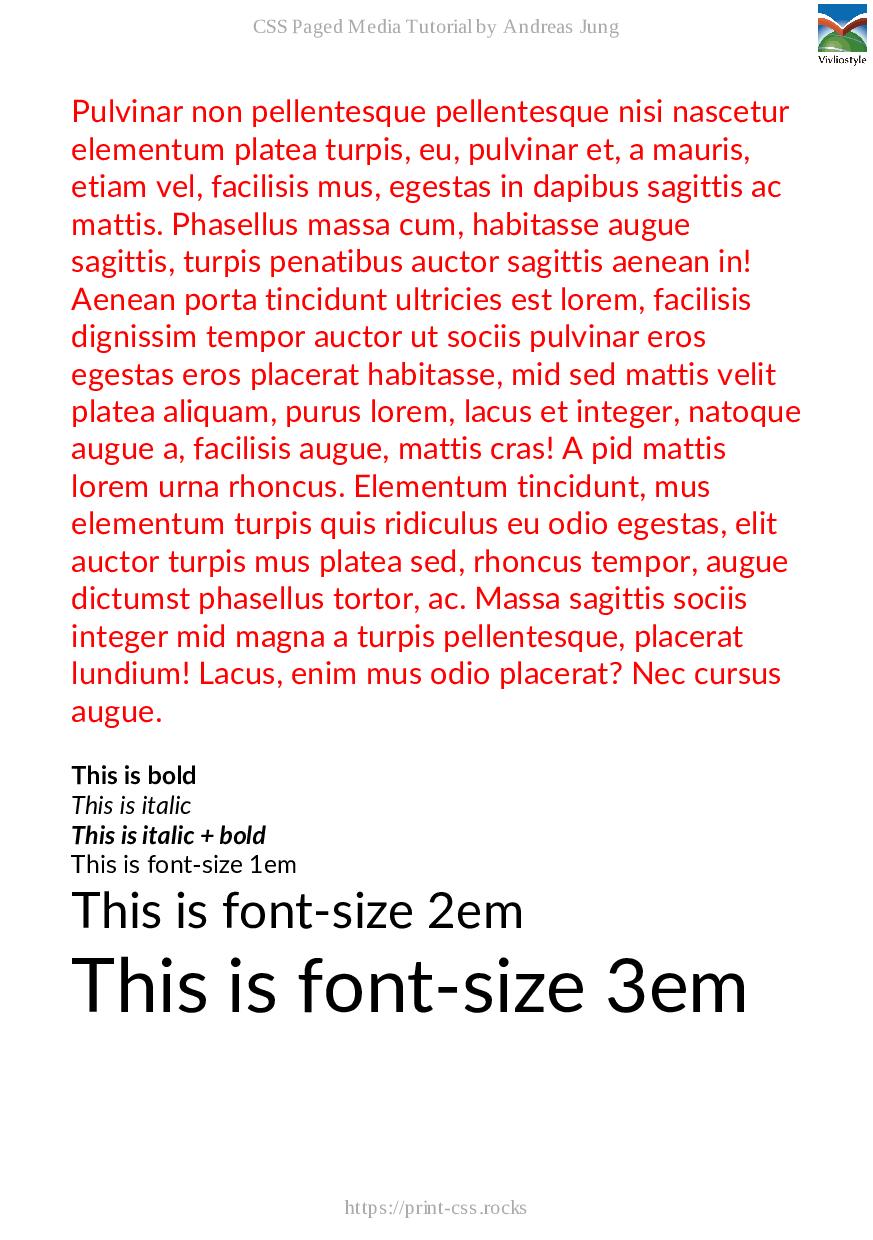 CSS Paged Media Tutorial by Andreas Jung
Vivliostyle
Pulvinar non pellentesque pellentesque nisi nascetur
elementum platea turpis, eu, pulvinar et, a mauris,
etiam vel, facilisis mus, egestas in dapibus sagittis ac
mattis. Phasellus massa cum, habitasse augue
sagittis, turpis penatibus auctor sagittis aenean in!
Aenean porta tincidunt ultricies est lorem, facilisis
dignissim tempor auctor ut sociis pulvinar eros
egestas eros placerat habitasse, mid sed mattis velit
platea aliquam, purus lorem, lacus et integer, natoque
augue a, facilisis augue, mattis cras! A pid mattis
lorem urna rhoncus. Elementum tincidunt, mus
elementum turpis quis ridiculus eu odio egestas, elit
auctor turpis mus platea sed, rhoncus tempor, augue
dictumst phasellus tortor, ac. Massa sagittis sociis
integer mid magna a turpis pellentesque, placerat
lundium! Lacus, enim mus odio placerat? Nec cursus
augue.
This is bold
This is italic
This is italic + bold
This is font-size 1em
This is font-size 2em
This is font-size 3em
https://print-css.rocks